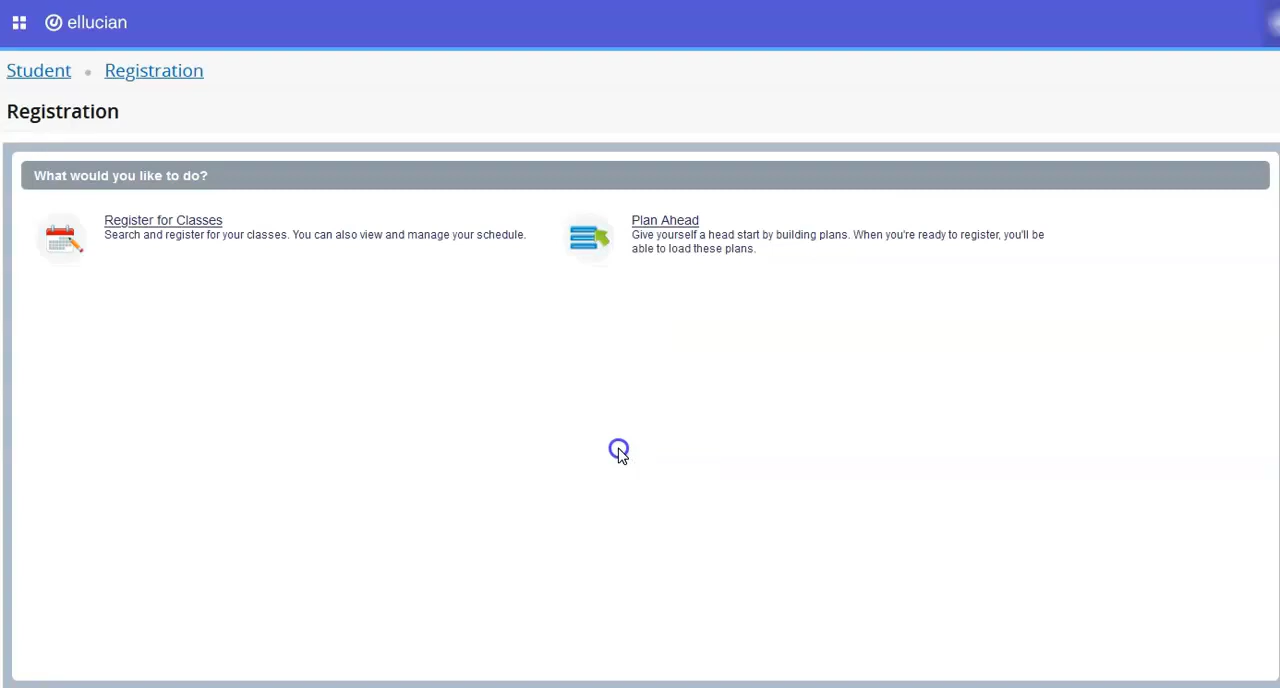 ellucian
Student • Registration
Registration
What would you like to do?
Register for Classes
Search and register for your classes. You can also view and manage your schedule.
Plan Ahead
Give yourself a head start by building plans. When you're ready to register, you'll be
able to load these plans.